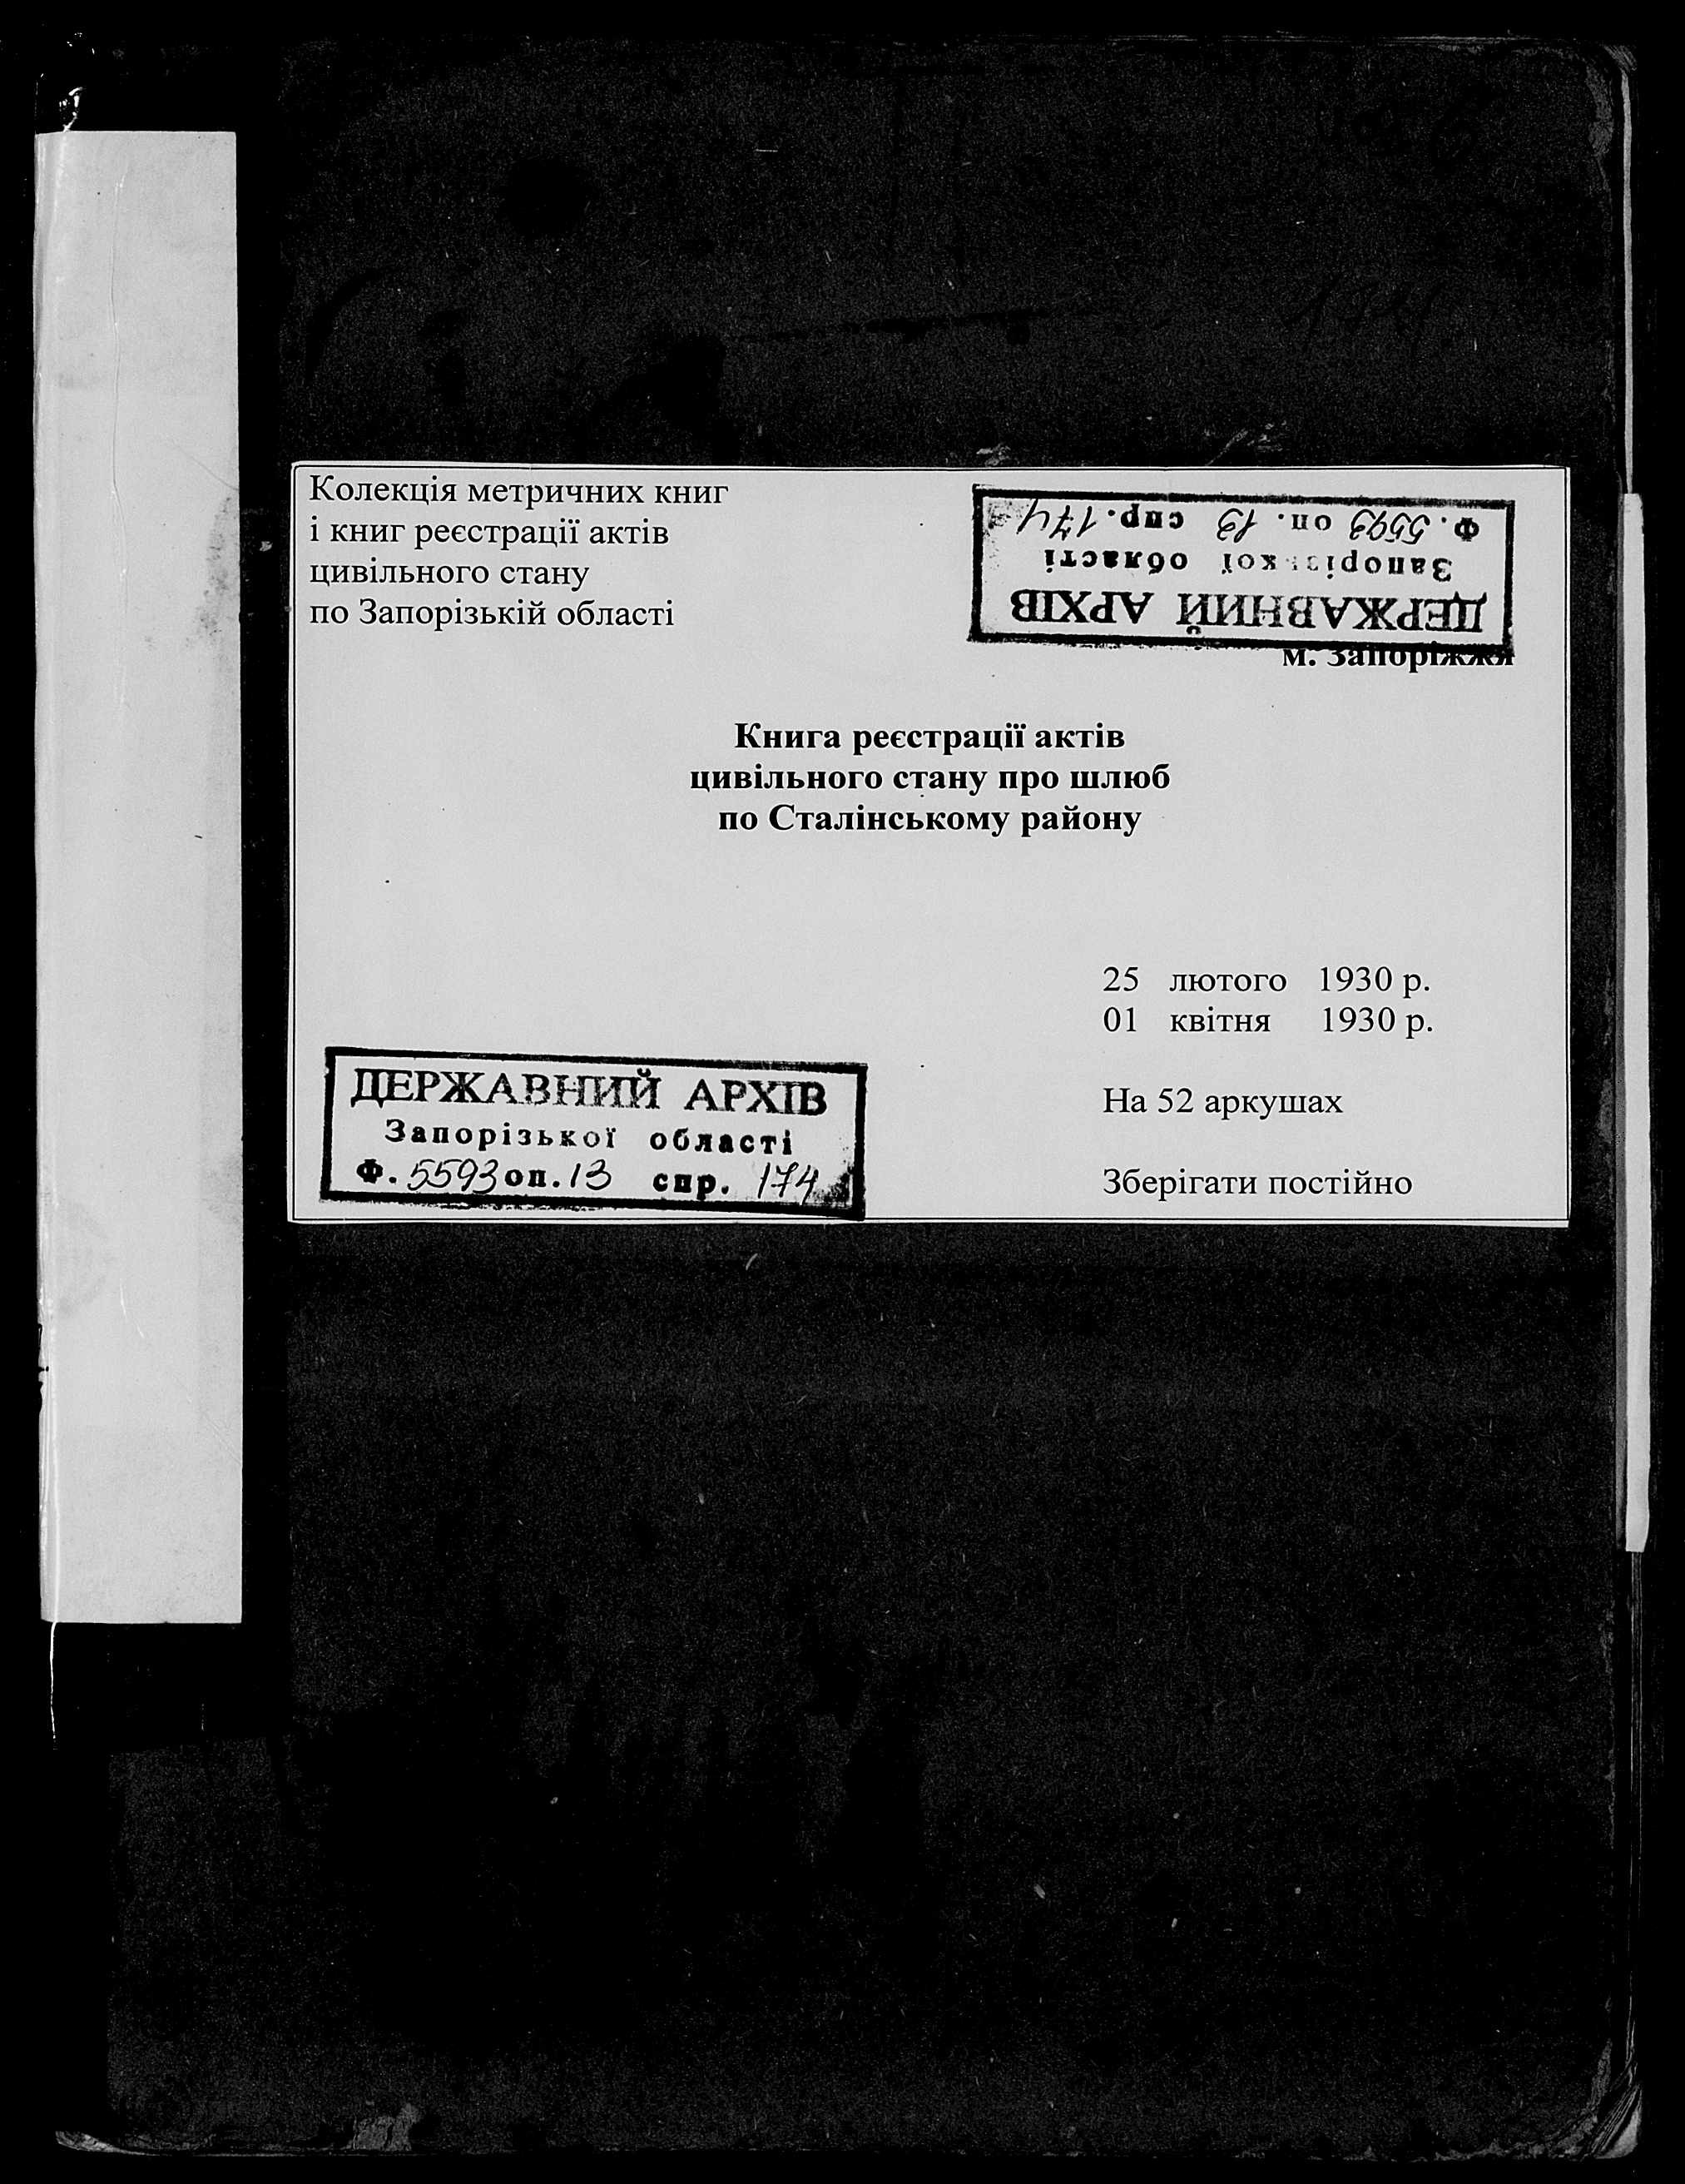 Колекція метричних книг
і книг реєстрації актів
цивільного стану
по Запорізькій області
ДЕРЖАВНИЙ АРХІВ
Запорізької області
Ф. 5593 оп. 13 спр. 174
м. Запоріжжя
Книга реєстрації актів
цивільного стану про шлюб
по Сталінському району
25 лютого 1930 р.
01 квітня 1930 р.
На 52 аркушах
Зберігати постійно
ДЕРЖАВНИЙ АРХІВ
Запорізької області
Ф. 5593 оп. 13 спр. 174